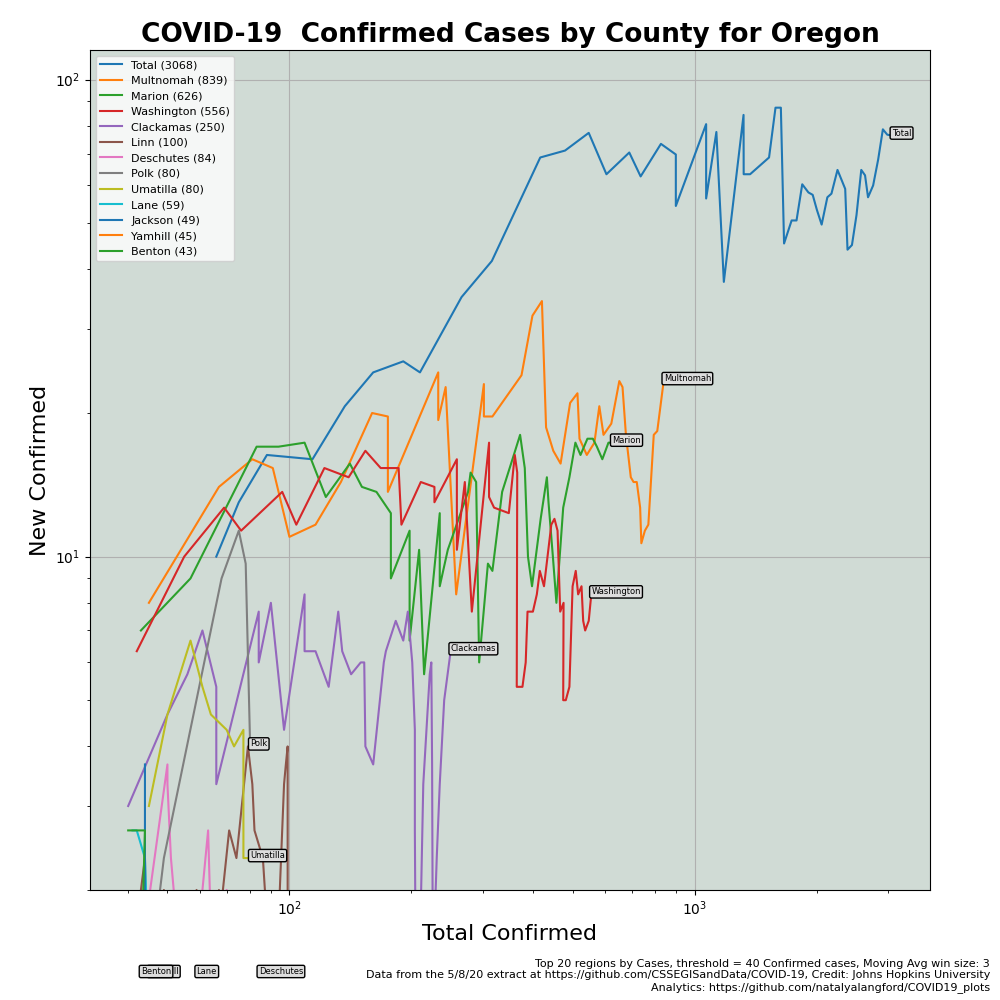 COVID-19  Confirmed Cases by County for Oregon
Total (3068)
Multnomah (839)
Marion (626)
Washington (556)
Clackamas (250)
Linn (100)
Deschutes (84)
Polk (80)
Umatilla (80)
Lane (59)
Jackson (49)
Yamhill (45)
Benton (43)
10²
10¹
New Confirmed
Total
Multnomah
Marion
Washington
Clackamas
Polk
Umatilla
10²
10³
Total Confirmed
Benton
Lane
Deschutes
Top 20 regions by Cases, threshold = 40 Confirmed cases, Moving Avg win size: 3
Data from the 5/8/20 extract at https://github.com/CSSEGISandData/COVID-19, Credit: Johns Hopkins University
Analytics: https://github.com/natalyalangford/COVID19_plots